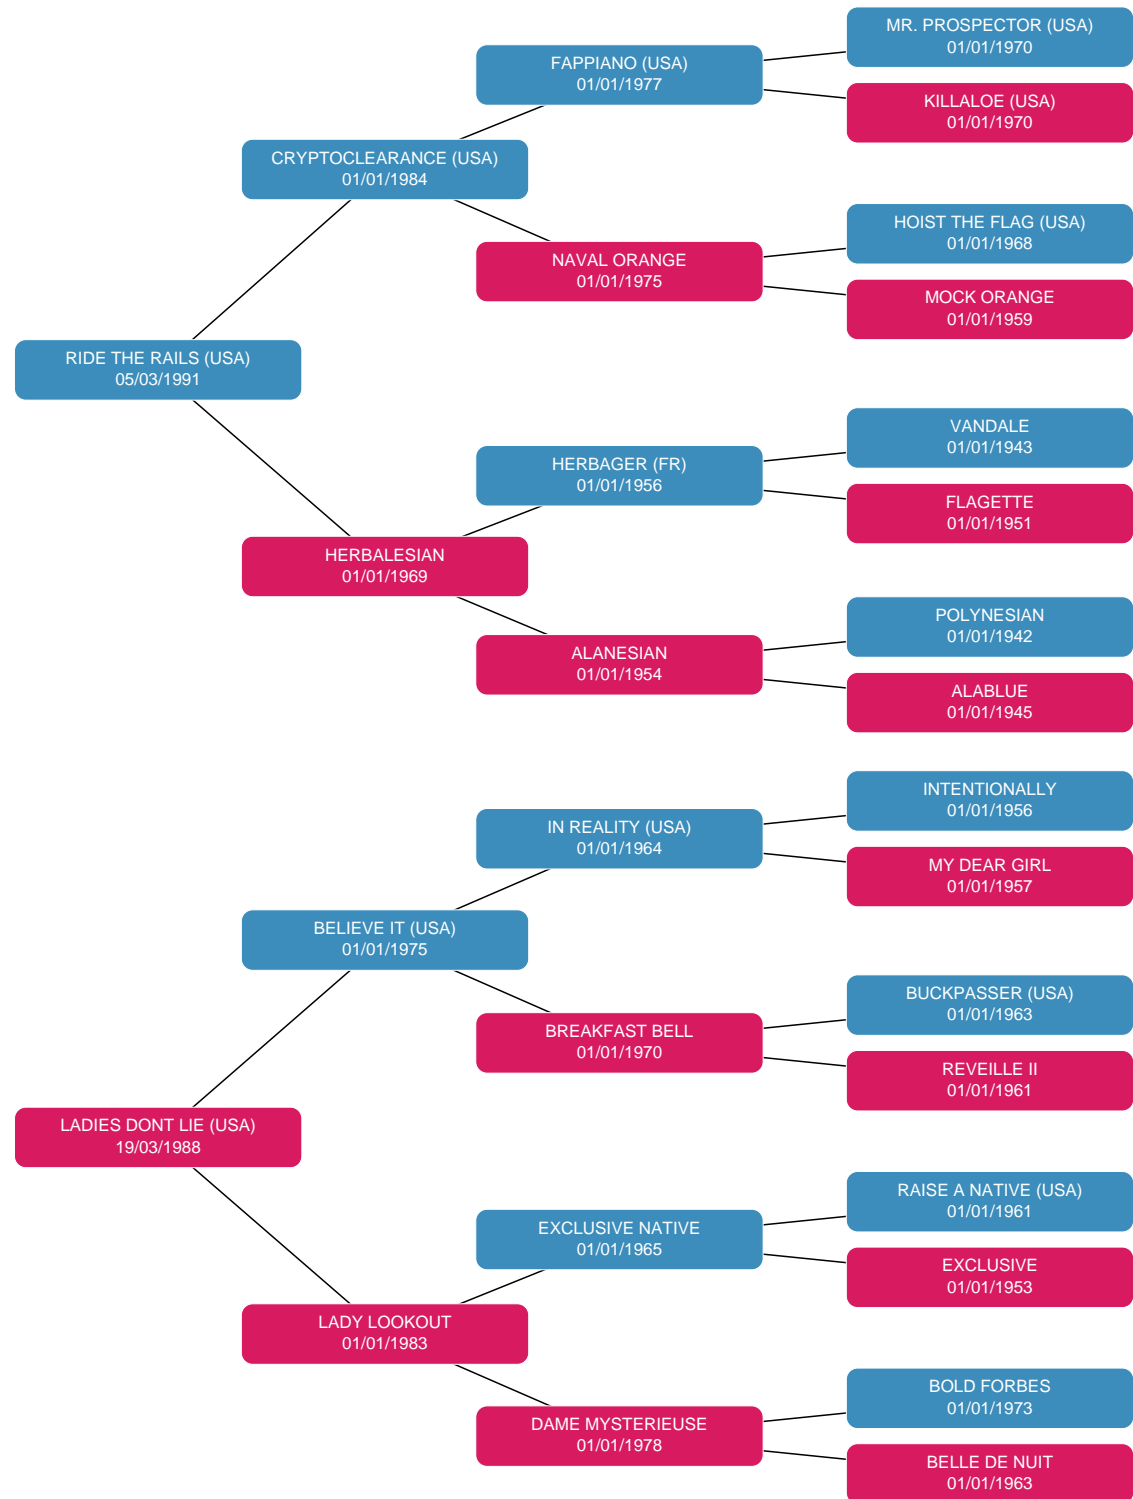 MR. PROSPECTOR (USA)
01/01/1970
FAPPIANO (USA)
01/01/1977
KILLALOE (USA)
01/01/1970
CRYPTOCLEARANCE (USA)
01/01/1984
HOIST THE FLAG (USA)
01/01/1968
NAVAL ORANGE
01/01/1975
MOCK ORANGE
01/01/1959
RIDE THE RAILS (USA)
05/03/1991
VANDALE
01/01/1943
HERBAGER (FR)
01/01/1956
FLAGETTE
01/01/1951
HERBALESIAN
01/01/1969
POLYNESIAN
01/01/1942
ALANESIAN
01/01/1954
ALABLUE
01/01/1945
INTENTIONALLY
01/01/1956
IN REALITY (USA)
01/01/1964
MY DEAR GIRL
01/01/1957
BELIEVE IT (USA)
01/01/1975
BUCKPASSER (USA)
01/01/1963
BREAKFAST BELL
01/01/1970
REVEILLE II
01/01/1961
LADIES DONT LIE (USA)
19/03/1988
RAISE A NATIVE (USA)
01/01/1961
EXCLUSIVE NATIVE
01/01/1965
EXCLUSIVE
01/01/1953
LADY LOOKOUT
01/01/1983
BOLD FORBES
01/01/1973
DAME MYSTERIEUSE
01/01/1978
BELLE DE NUIT
01/01/1963